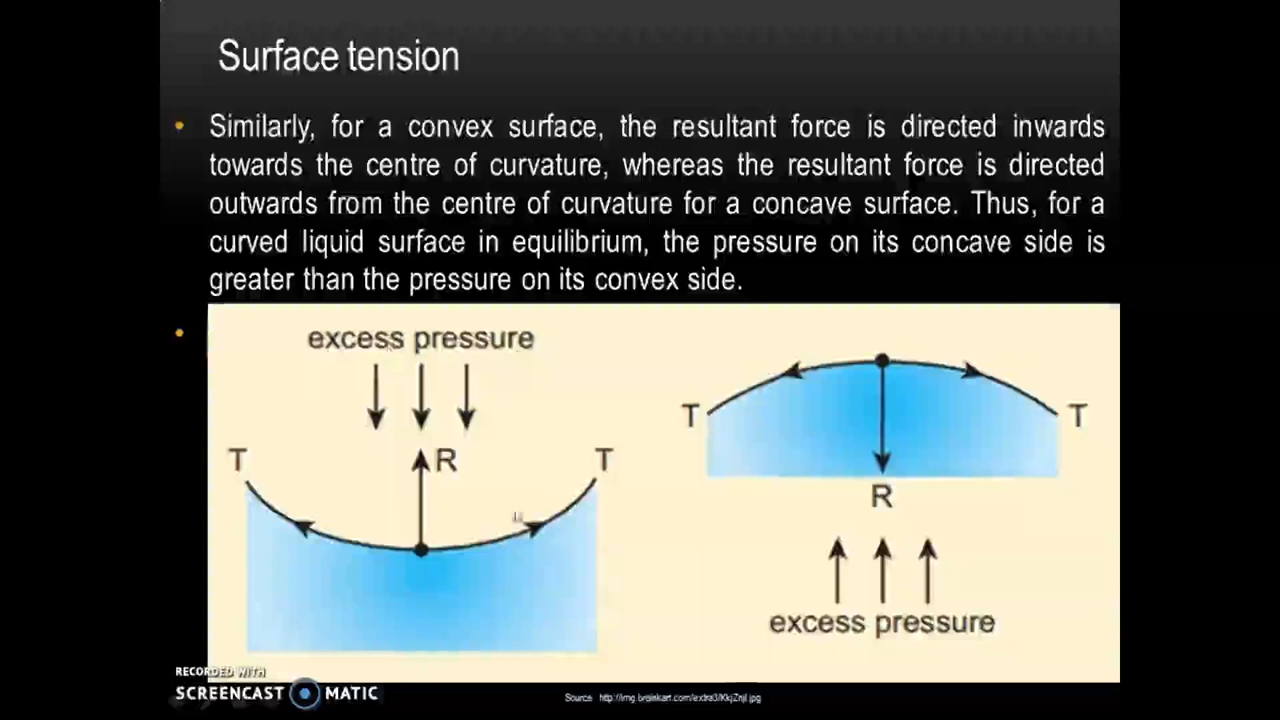 Surface tension
• Similarly, for a convex surface, the resultant force is directed inwards
towards the centre of curvature, whereas the resultant force is directed
outwards from the centre of curvature for a concave surface. Thus, for a
curved liquid surface in equilibrium, the pressure on its concave side is
greater than the pressure on its convex side.
•
excess pressure
T R T
T T
R
excess pressure
RECORDED WITH
SCREENCAST MATIC
Source